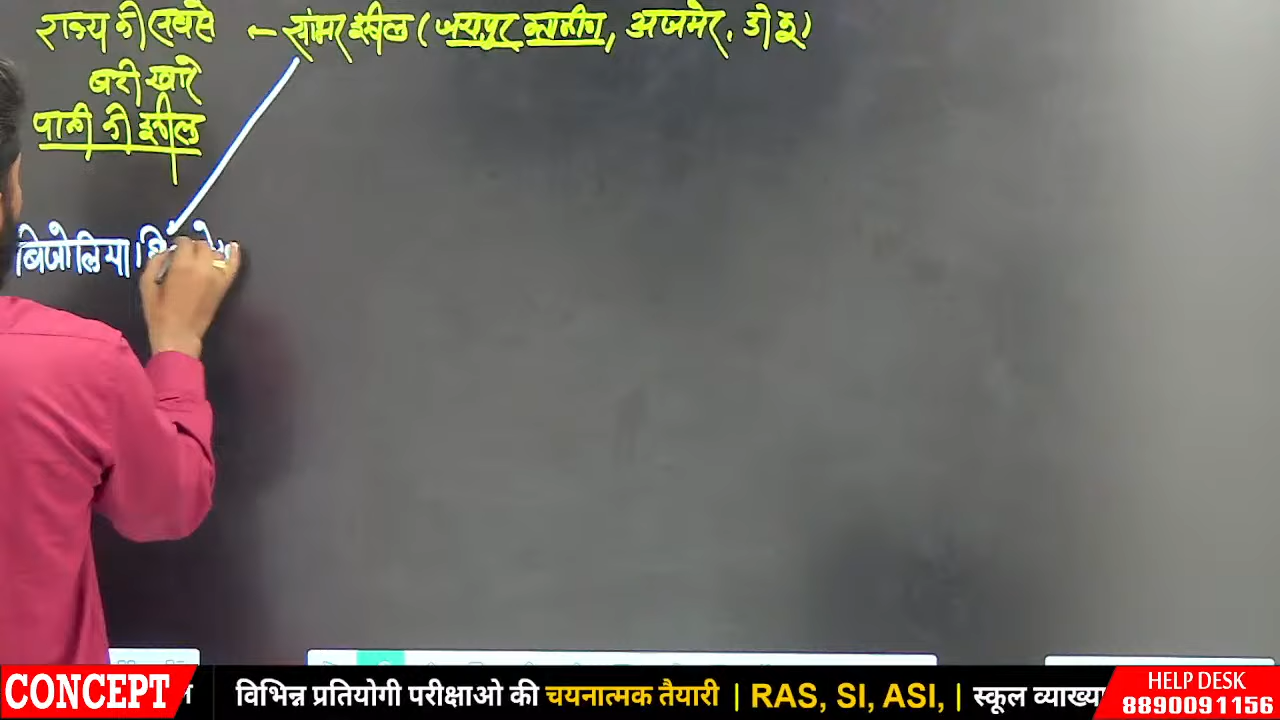 राज्य की सबसे ← सांभर झील (जयपुर ग्रामीण, अजमेर, डीडू)
बड़ी खारे
पानी की झील
बिजोलिया
CONCEPT
विभिन्न प्रतियोगी परीक्षाओ की चयनात्मक तैयारी | RAS, SI, ASI, | स्कूल व्याख्या
HELP DESK
8890091156